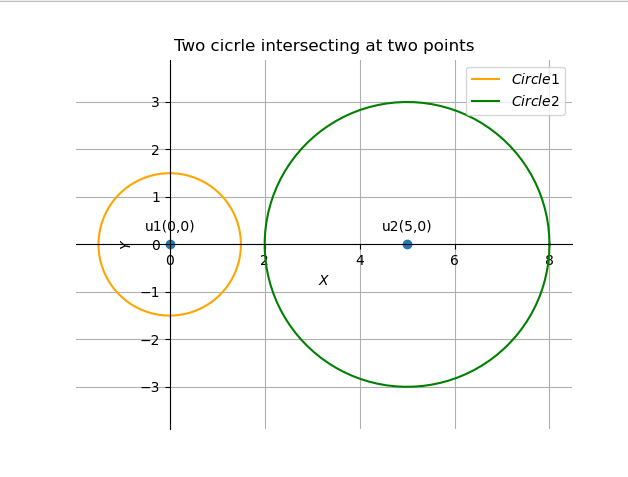 Two cicrle intersecting at two points
Circle1
Circle2
3
2
1
0
−1
−2
−3
Y
u1(0,0)
u2(5,0)
0
2
4
6
8
X